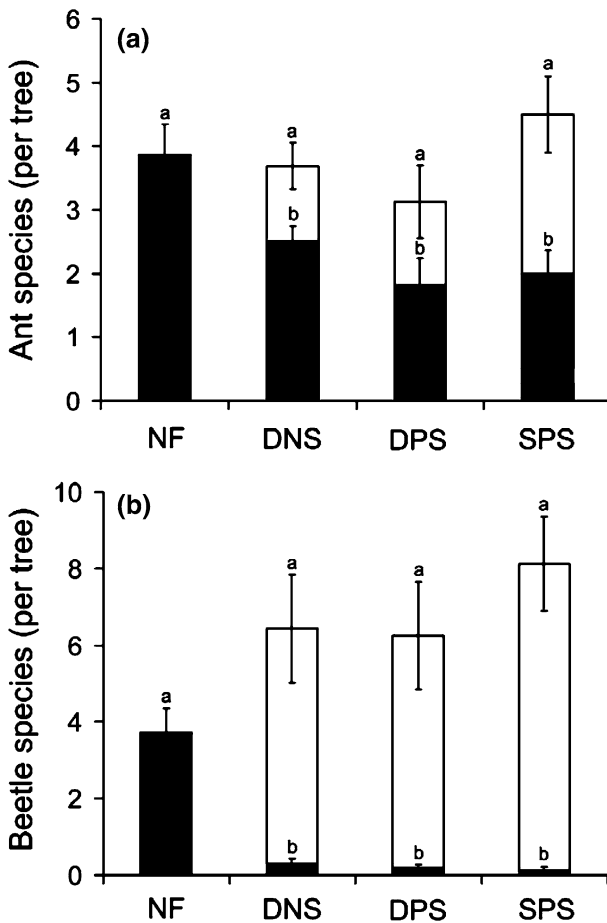 (a)
Ant species (per tree)
6
5
4
3
2
1
0
a
a
b
a
b
a
b
NF DNS DPS SPS
(b)
Beetle species (per tree)
10
8
6
4
2
0
a
a
b
a
b
a
b
NF DNS DPS SPS